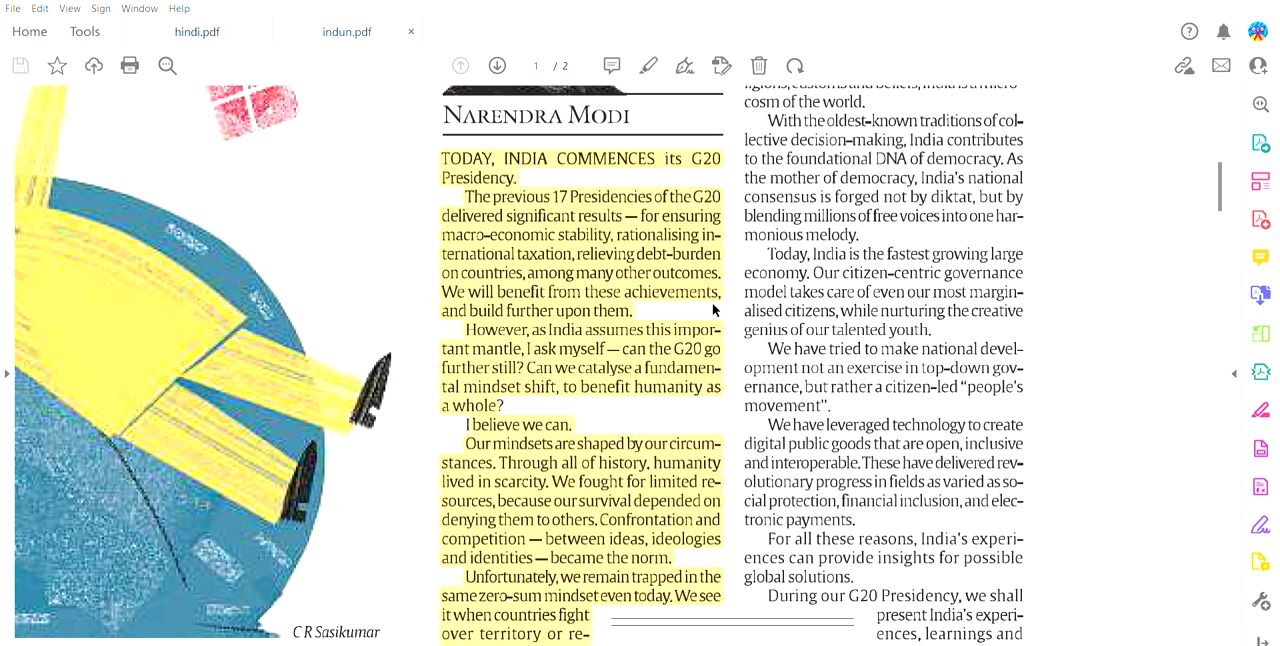 File Edit View Sign Window Help
Home Tools hindi.pdf indun.pdf ×
1 / 2
NARENDRA MODI
TODAY, INDIA COMMENCES its G20
Presidency.
The previous 17 Presidencies of the G20
delivered significant results — for ensuring
macro-economic stability, rationalising in-
ternational taxation, relieving debt-burden
on countries, among many other outcomes.
We will benefit from these achievements,
and build further upon them.
However, as India assumes this impor-
tant mantle, I ask myself — can the G20 go
further still? Can we catalyse a fundamen-
tal mindset shift, to benefit humanity as
a whole?
I believe we can.
Our mindsets are shaped by our circum-
stances. Through all of history, humanity
lived in scarcity. We fought for limited re-
sources, because our survival depended on
denying them to others. Confrontation and
competition — between ideas, ideologies
and identities — became the norm.
Unfortunately, we remain trapped in the
same zero-sum mindset even today. We see
it when countries fight
over territory or re-
cosm of the world.
With the oldest-known traditions of col-
lective decision-making, India contributes
to the foundational DNA of democracy. As
the mother of democracy, India's national
consensus is forged not by diktat, but by
blending millions of free voices into one har-
monious melody.
Today, India is the fastest growing large
economy. Our citizen-centric governance
model takes care of even our most margin-
alised citizens, while nurturing the creative
genius of our talented youth.
We have tried to make national devel-
opment not an exercise in top-down gov-
ernance, but rather a citizen-led “people's
movement”.
We have leveraged technology to create
digital public goods that are open, inclusive
and interoperable. These have delivered rev-
olutionary progress in fields as varied as so-
cial protection, financial inclusion, and elec-
tronic payments.
For all these reasons, India's experi-
ences can provide insights for possible
global solutions.
During our G20 Presidency, we shall
present India's experi-
ences, learnings and
C R Sasikumar